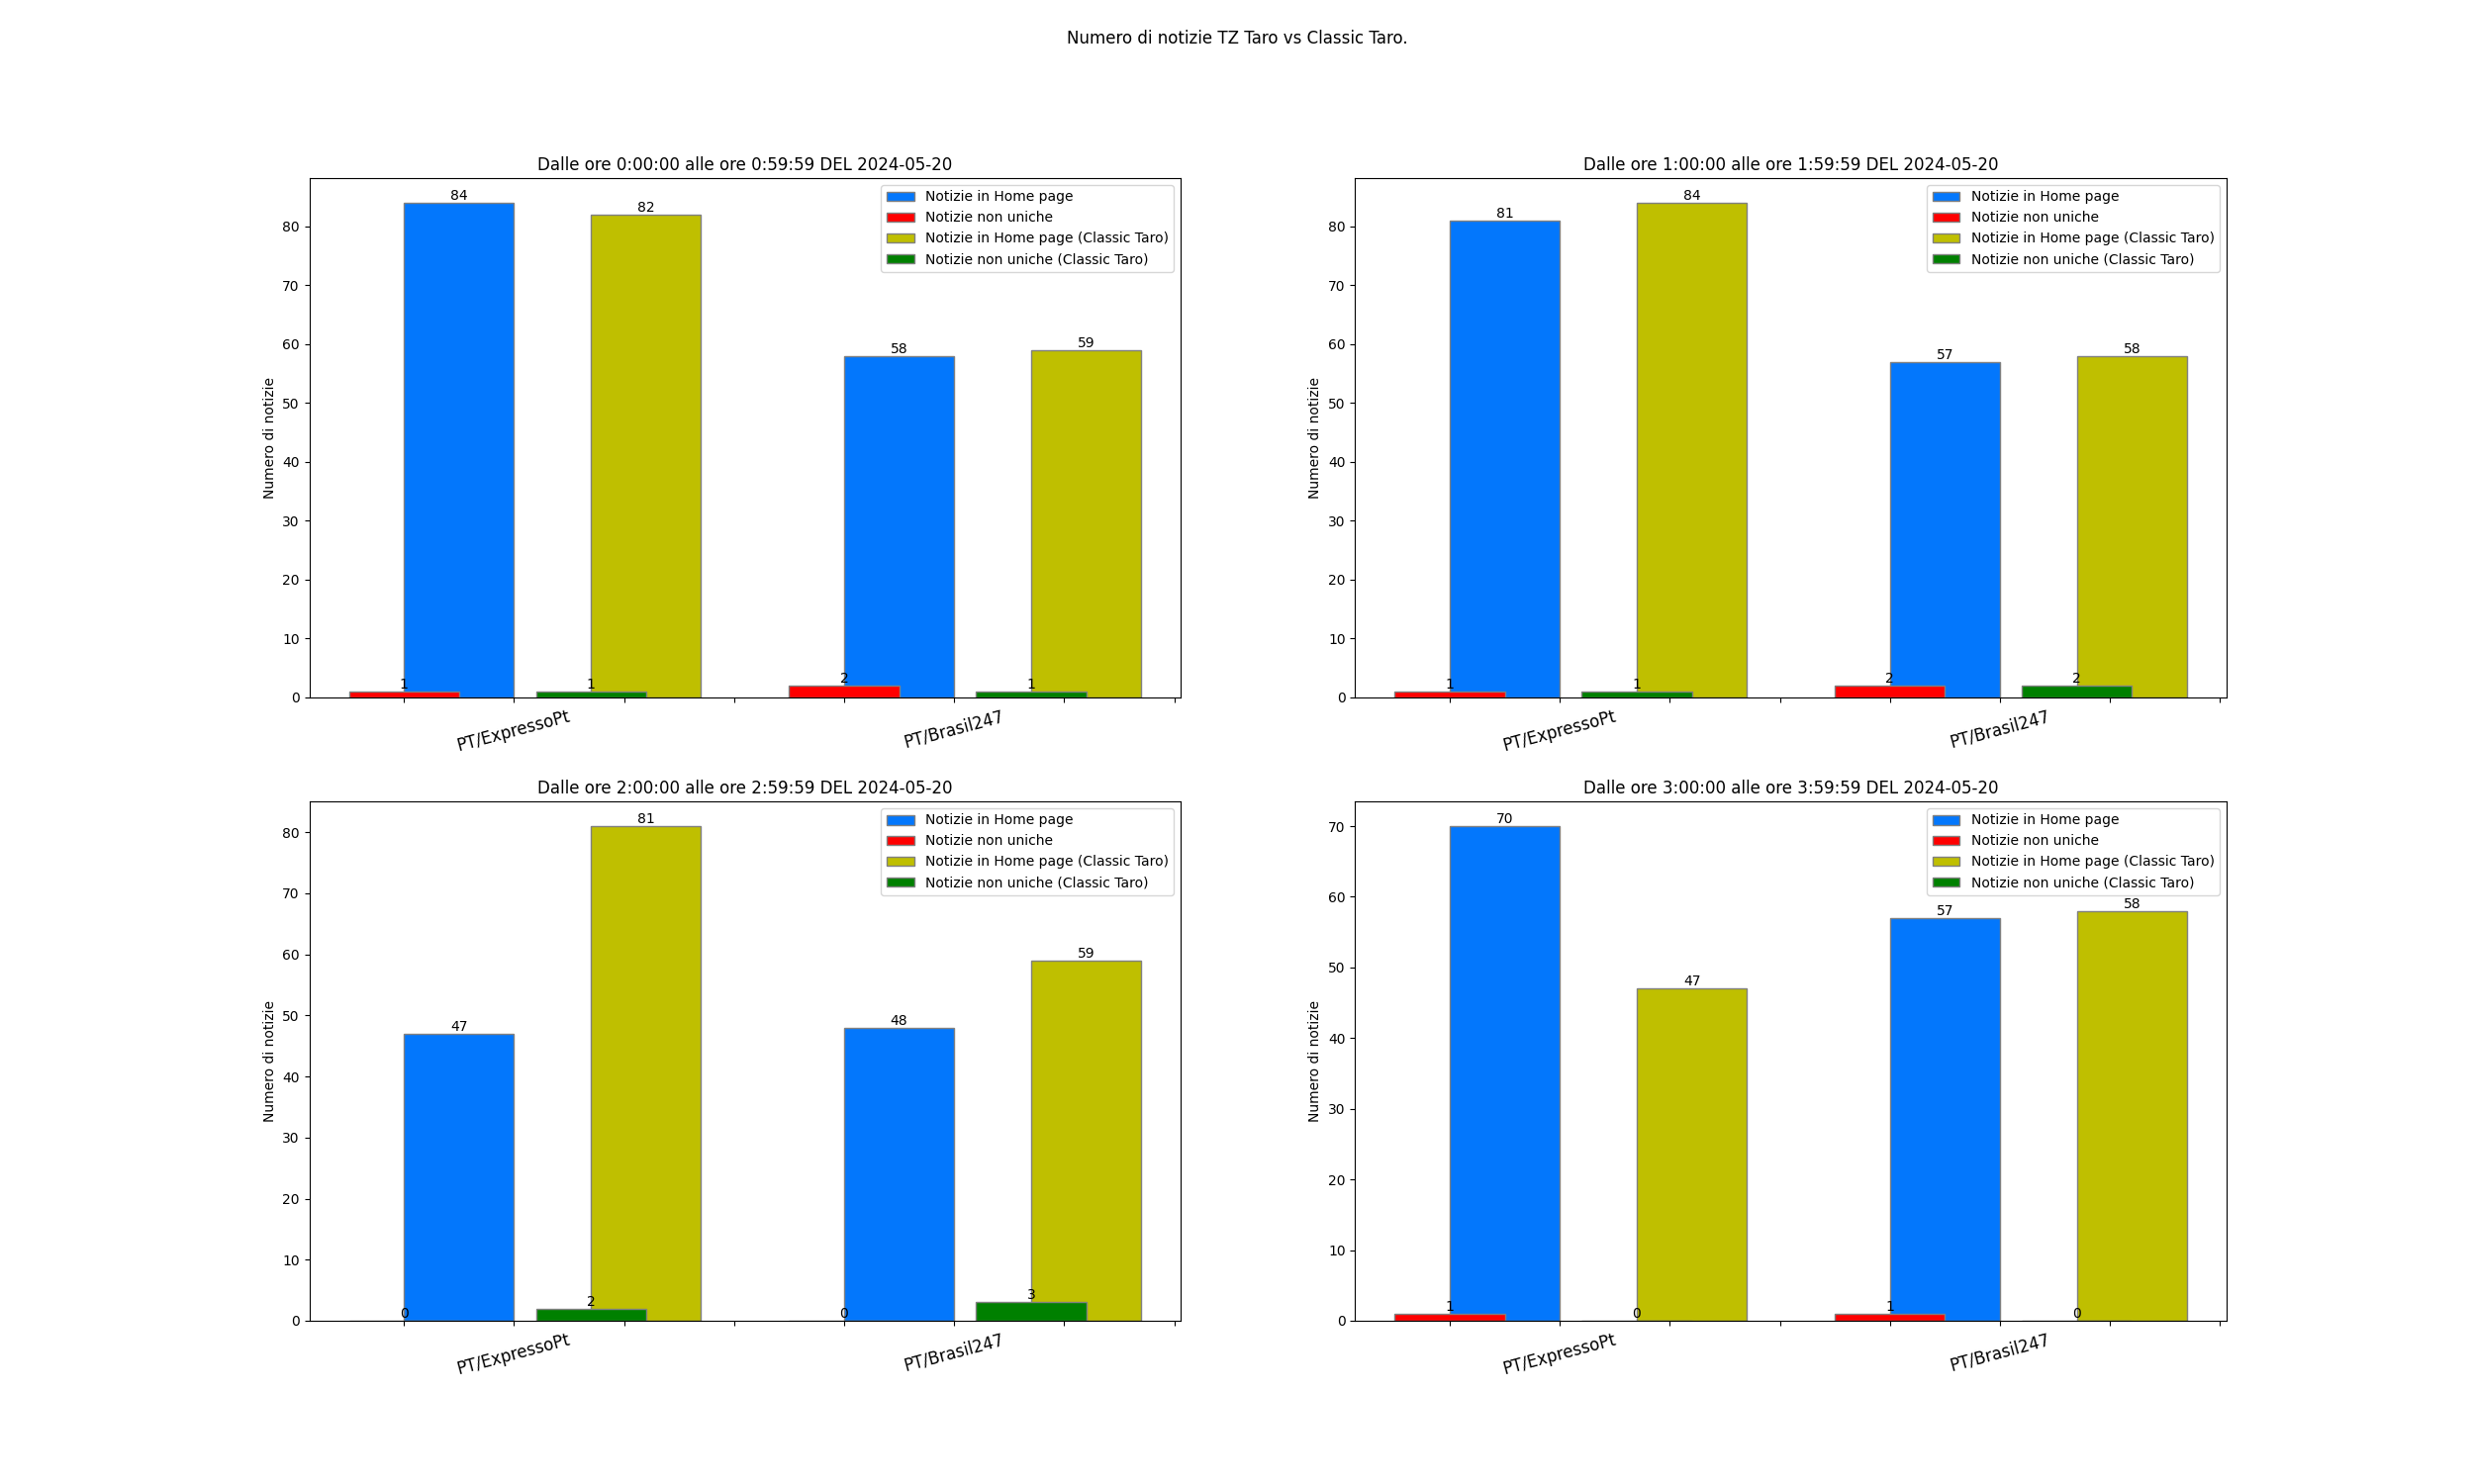 Numero di notizie TZ Taro vs Classic Taro.
Dalle ore 0:00:00 alle ore 0:59:59 DEL 2024-05-20
Numero di notizie
80
70
60
50
40
30
20
10
0
84
82
58
59
1
1
2
1
Notizie in Home page
Notizie non uniche
Notizie in Home page (Classic Taro)
Notizie non uniche (Classic Taro)
PT/ExpressoPt
PT/Brasil247
Dalle ore 1:00:00 alle ore 1:59:59 DEL 2024-05-20
Numero di notizie
80
70
60
50
40
30
20
10
0
81
84
57
58
1
1
2
2
Notizie in Home page
Notizie non uniche
Notizie in Home page (Classic Taro)
Notizie non uniche (Classic Taro)
PT/ExpressoPt
PT/Brasil247
Dalle ore 2:00:00 alle ore 2:59:59 DEL 2024-05-20
Numero di notizie
80
70
60
50
40
30
20
10
0
47
81
48
59
0
2
0
3
Notizie in Home page
Notizie non uniche
Notizie in Home page (Classic Taro)
Notizie non uniche (Classic Taro)
PT/ExpressoPt
PT/Brasil247
Dalle ore 3:00:00 alle ore 3:59:59 DEL 2024-05-20
Numero di notizie
70
60
50
40
30
20
10
0
70
47
57
58
1
0
1
0
Notizie in Home page
Notizie non uniche
Notizie in Home page (Classic Taro)
Notizie non uniche (Classic Taro)
PT/ExpressoPt
PT/Brasil247